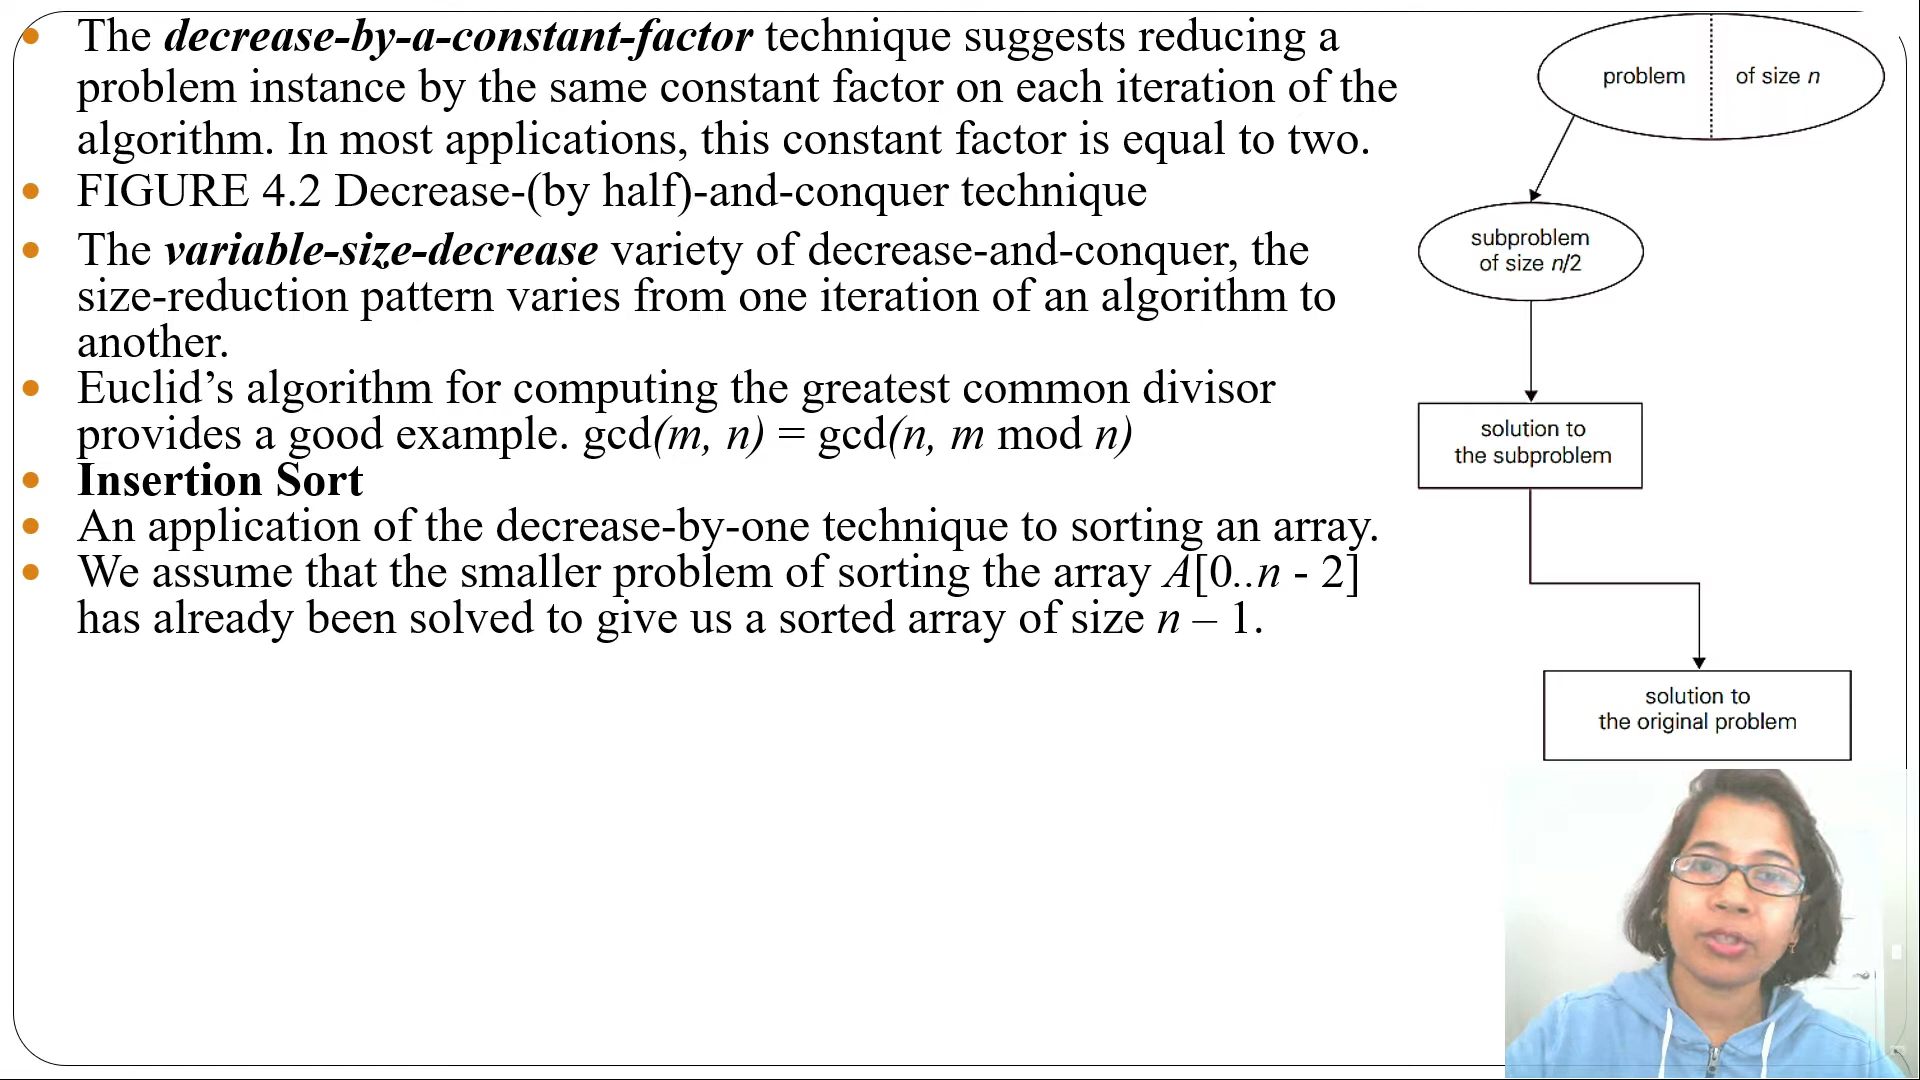 The decrease-by-a-constant-factor technique suggests reducing a
problem instance by the same constant factor on each iteration of the
algorithm. In most applications, this constant factor is equal to two.
FIGURE 4.2 Decrease-(by half)-and-conquer technique
The variable-size-decrease variety of decrease-and-conquer, the
size-reduction pattern varies from one iteration of an algorithm to
another.
Euclid’s algorithm for computing the greatest common divisor
provides a good example. gcd(m, n) = gcd(n, m mod n)
Insertion Sort
An application of the decrease-by-one technique to sorting an array.
We assume that the smaller problem of sorting the array A[0..n - 2]
has already been solved to give us a sorted array of size n – 1.
problem of size n
subproblem
of size n/2
solution to
the subproblem
solution to
the original problem